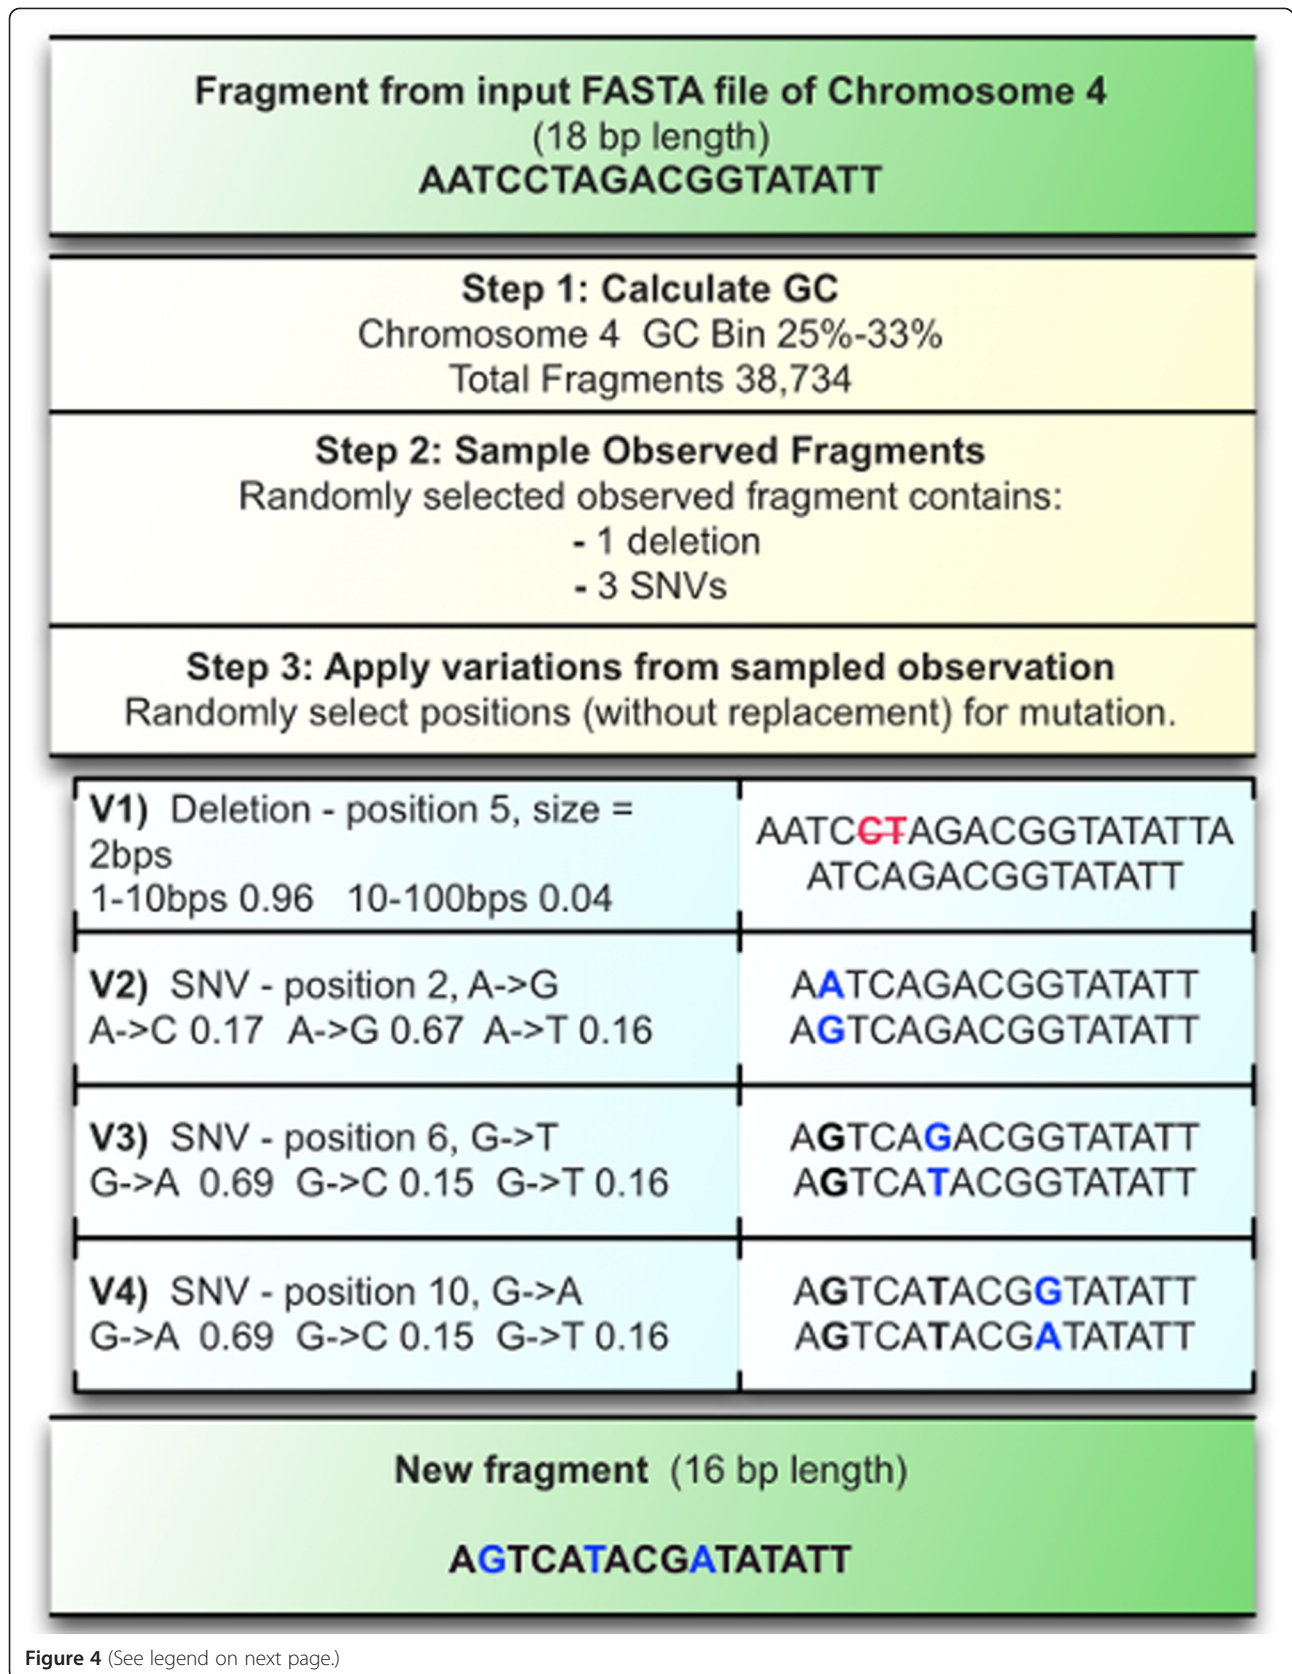 Fragment from input FASTA file of Chromosome 4
(18 bp length)
AATCCTAGACGGTATATT
Step 1: Calculate GC
Chromosome 4 GC Bin 25%-33%
Total Fragments 38,734
Step 2: Sample Observed Fragments
Randomly selected observed fragment contains:
- 1 deletion
- 3 SNVs
Step 3: Apply variations from sampled observation
Randomly select positions (without replacement) for mutation.
V1) Deletion - position 5, size =
2bps
1-10bps 0.96 10-100bps 0.04
AATCCTAGACGGTATATTA
ATCAGACGGTATATT
V2) SNV - position 2, A->G
A->C 0.17 A->G 0.67 A->T 0.16
AATCAGACGGTATATT
AGTCAGACGGTATATT
V3) SNV - position 6, G->T
G->A 0.69 G->C 0.15 G->T 0.16
AGTCAGACGGTATATT
AGTCATACGGTATATT
V4) SNV - position 10, G->A
G->A 0.69 G->C 0.15 G->T 0.16
AGTCATACGGTATATT
AGTCATACGATATATT
New fragment (16 bp length)
AGTCATACGATATATT
Figure 4 (See legend on next page.)